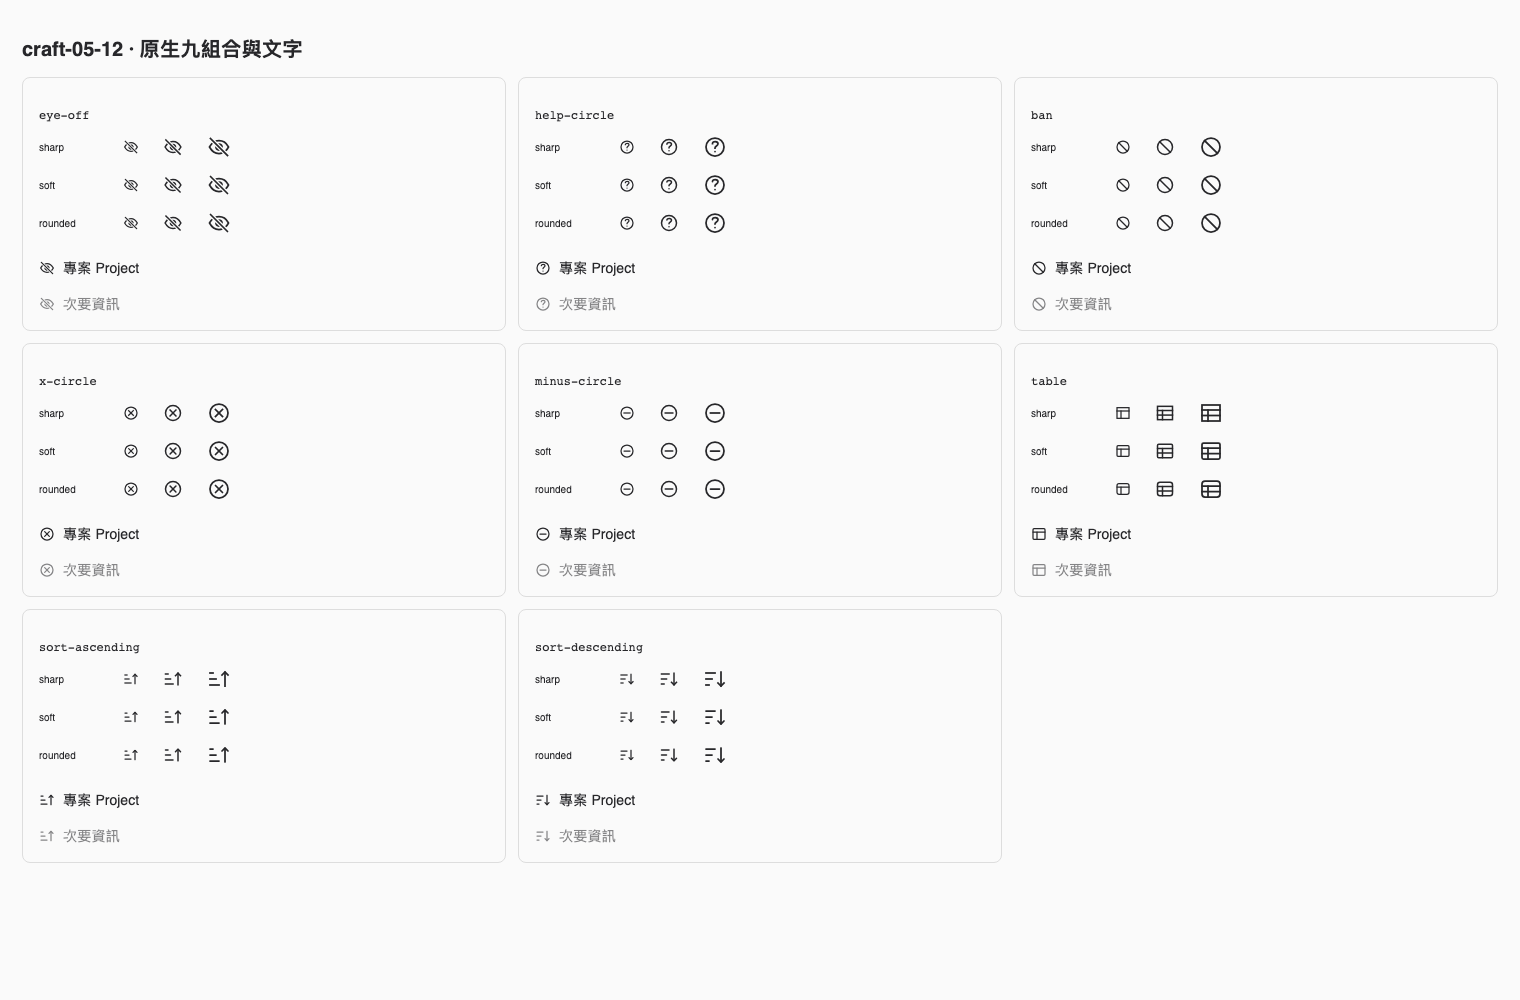 craft-05-12 · 原生九組合與文字
eye-off
sharp
soft
rounded
專案 Project
次要資訊
help-circle
sharp
soft
rounded
專案 Project
次要資訊
ban
sharp
soft
rounded
專案 Project
次要資訊
x-circle
sharp
soft
rounded
專案 Project
次要資訊
minus-circle
sharp
soft
rounded
專案 Project
次要資訊
table
sharp
soft
rounded
專案 Project
次要資訊
sort-ascending
sharp
soft
rounded
專案 Project
次要資訊
sort-descending
sharp
soft
rounded
專案 Project
次要資訊